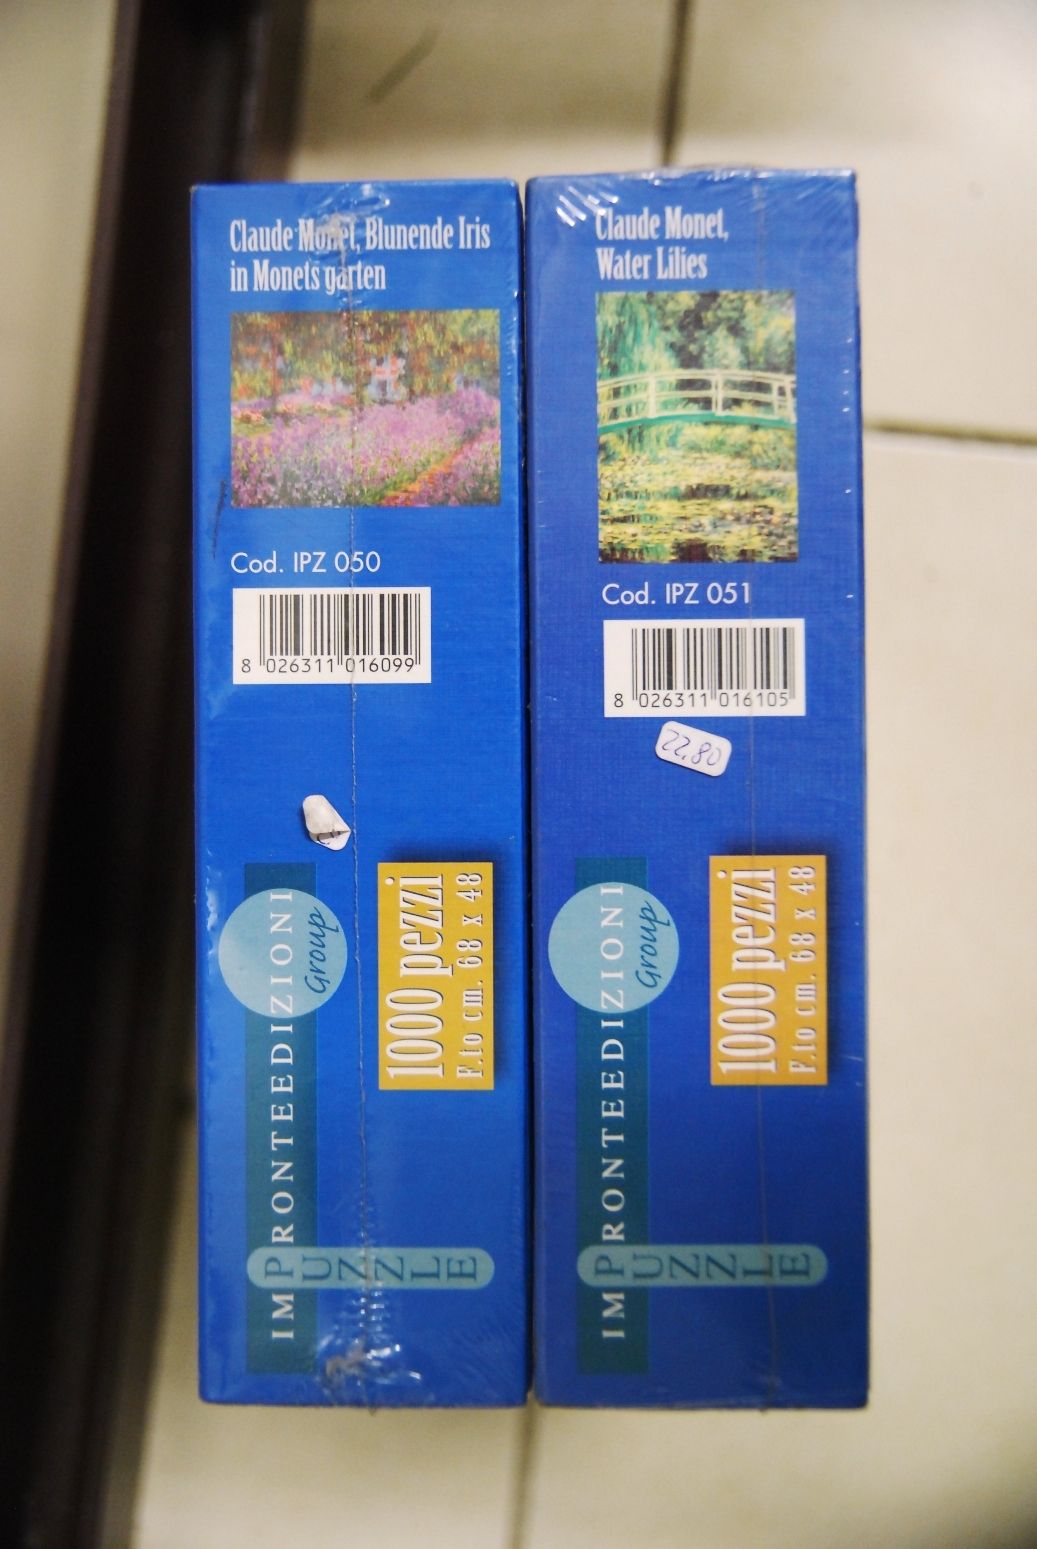 Claude Monet, Blunende Iris
in Monets garten
Cod. IPZ 050
8 026311 016099
IMPRONTEEDIZIONI
Group
PUZZLE
1000 pezzi
F.to cm. 68 x 48
Claude Monet,
Water Lilies
Cod. IPZ 051
8 026311 016105
22,80
IMPRONTEEDIZIONI
Group
PUZZLE
1000 pezzi
F.to cm. 68 x 48